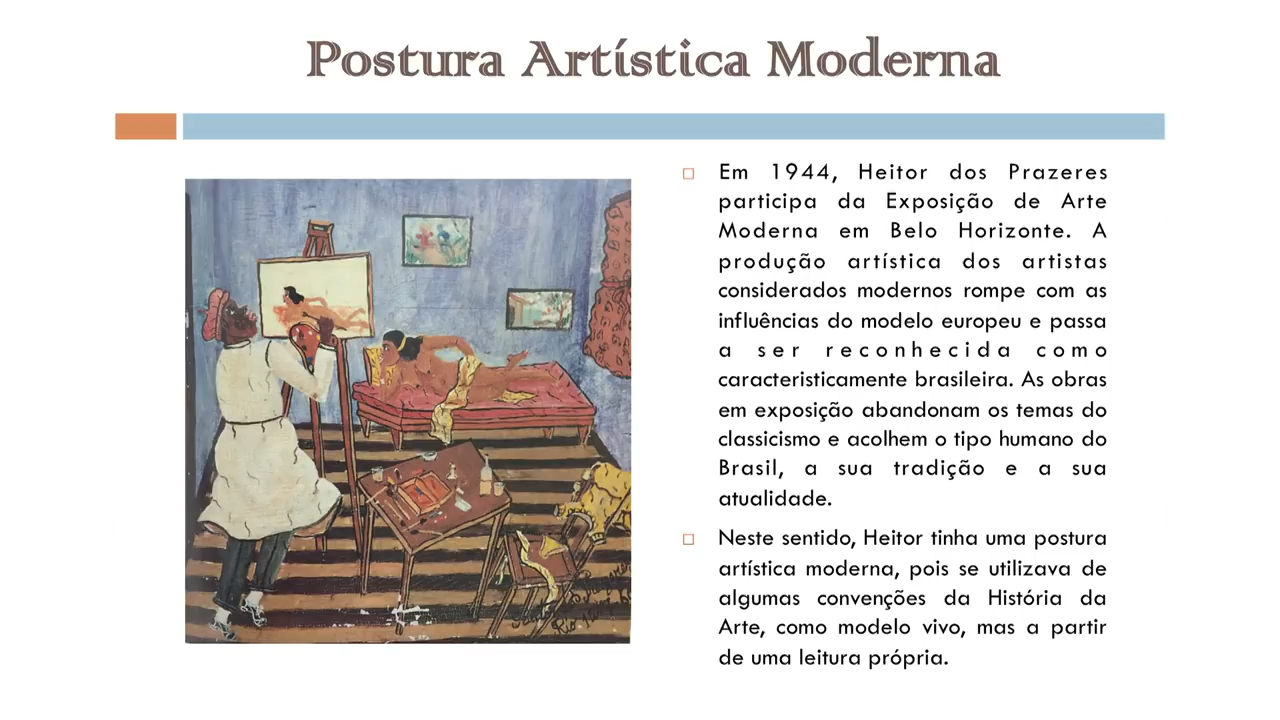 Postura Artística Moderna
Em 1944, Heitor dos Prazeres
participa da Exposição de Arte
Moderna em Belo Horizonte. A
produção artística dos artistas
considerados modernos rompe com as
influências do modelo europeu e passa
a ser reconhecida como
caracteristicamente brasileira. As obras
em exposição abandonam os temas do
classicismo e acolhem o tipo humano do
Brasil, a sua tradição e a sua
atualidade.
Neste sentido, Heitor tinha uma postura
artística moderna, pois se utilizava de
algumas convenções da História da
Arte, como modelo vivo, mas a partir
de uma leitura própria.
Rio